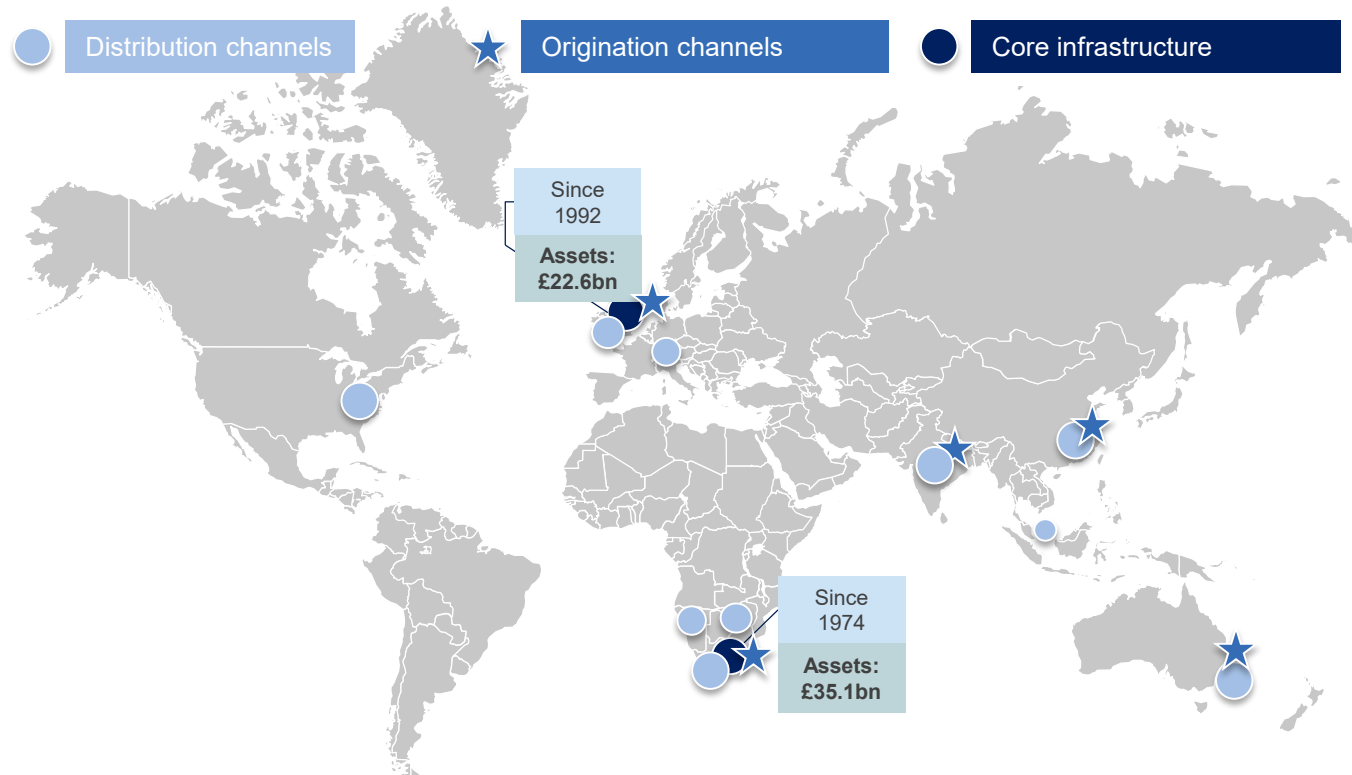 Distribution channels
Origination channels
Core infrastructure
Since
1992
Assets:
£22.6bn
Since
1974
Assets:
£35.1bn